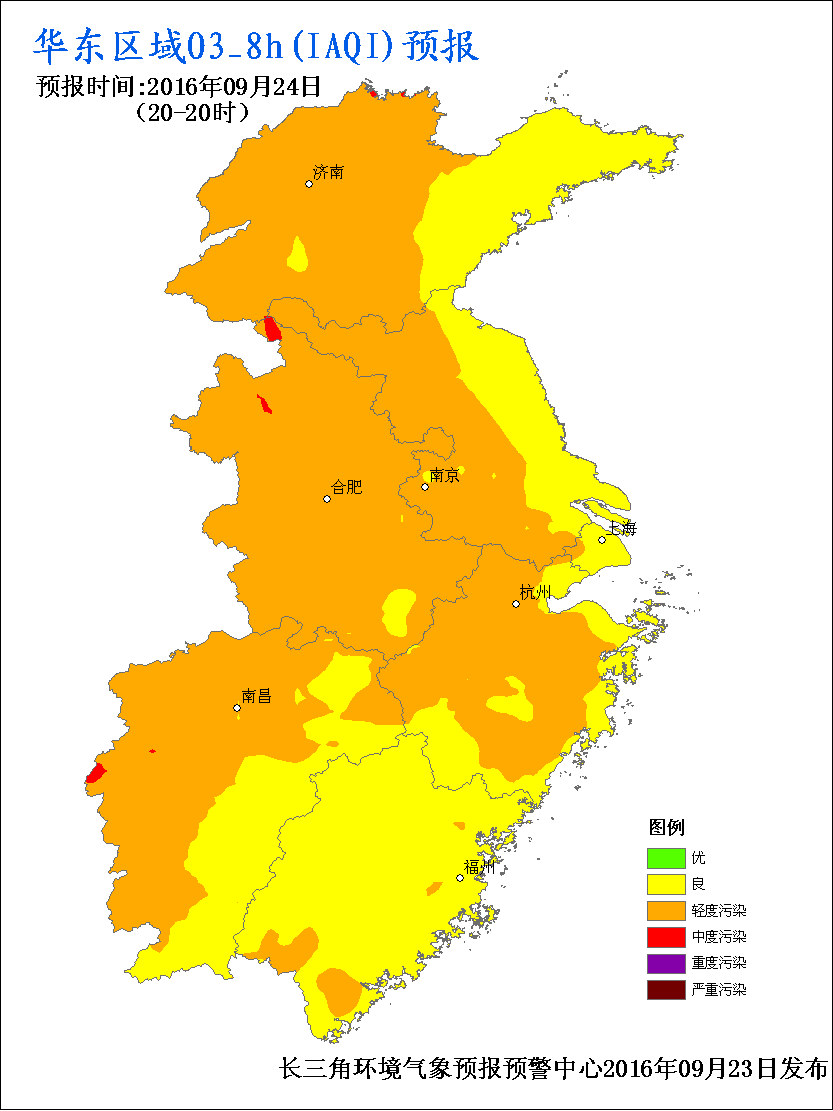 华东区域O3_8h(IAQI)预报
预报时间:2016年09月24日
（20-20时）
济南
南京
合肥
上海
杭州
南昌
福州
图例
优
良
轻度污染
中度污染
重度污染
严重污染
长三角环境气象预报预警中心2016年09月23日发布